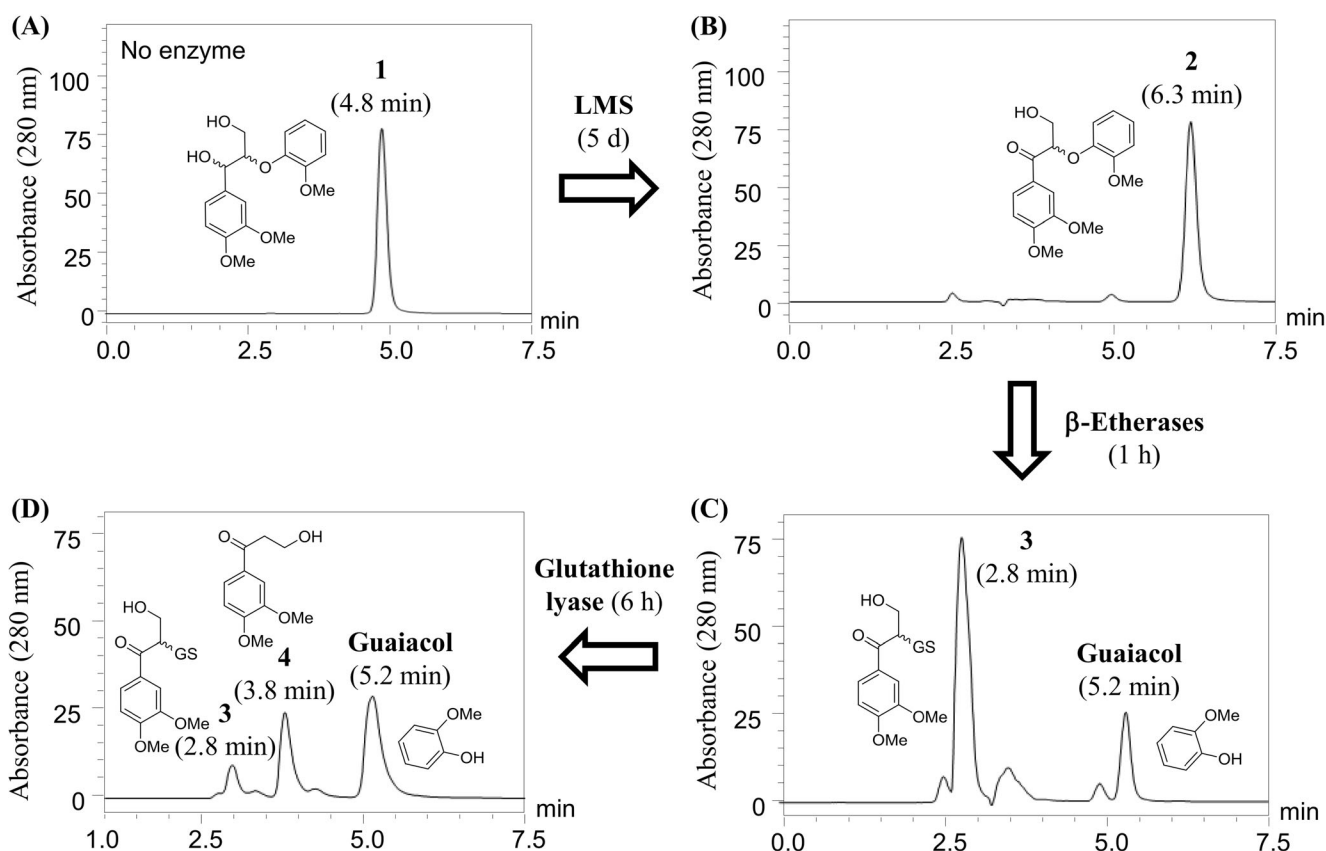 (A)
No enzyme
Absorbance (280 nm)
100
75
50
25
0
1
(4.8 min)
HO
HO
O
OMe
OMe
OMe
0.0 2.5 5.0 7.5
min
LMS
(5 d)
(B)
Absorbance (280 nm)
100
75
50
25
0
2
(6.3 min)
HO
O
O
OMe
OMe
OMe
0.0 2.5 5.0 7.5
min
β-Etherases
(1 h)
(D)
Absorbance (280 nm)
75
50
25
0
O
OH
OMe
OMe
4
(3.8 min)
HO
O
GS
OMe
OMe
3
(2.8 min)
Guaiacol
(5.2 min)
OMe
OH
1.0 2.5 5.0 7.5
min
Glutathione
lyase (6 h)
(C)
Absorbance (280 nm)
75
50
25
0
3
(2.8 min)
HO
O
GS
OMe
OMe
Guaiacol
(5.2 min)
OMe
OH
0.0 2.5 5.0 7.5
min